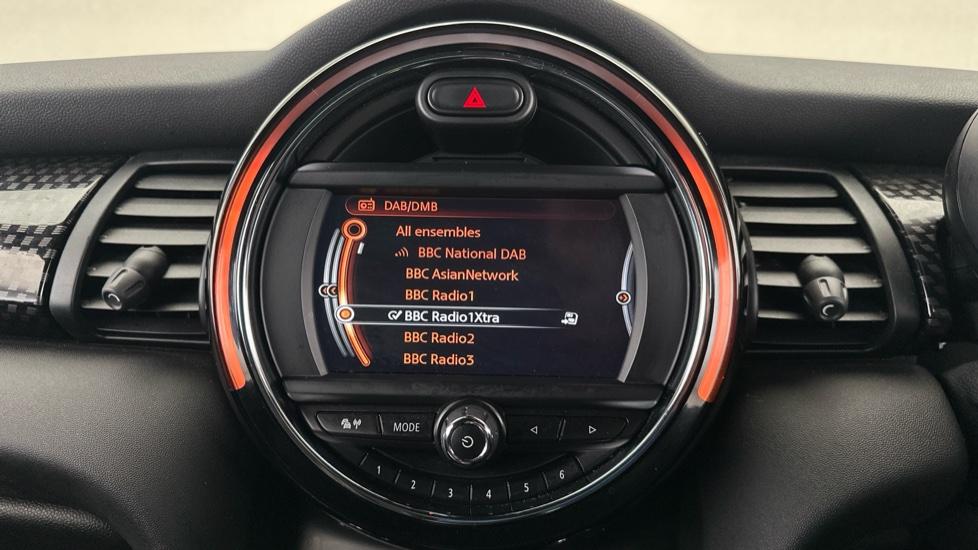 DAB/DMB
All ensembles
BBC National DAB
BBC AsianNetwork
BBC Radio1
BBC Radio1Xtra
BBC Radio2
BBC Radio3
MODE
1 2 3 4 5 6